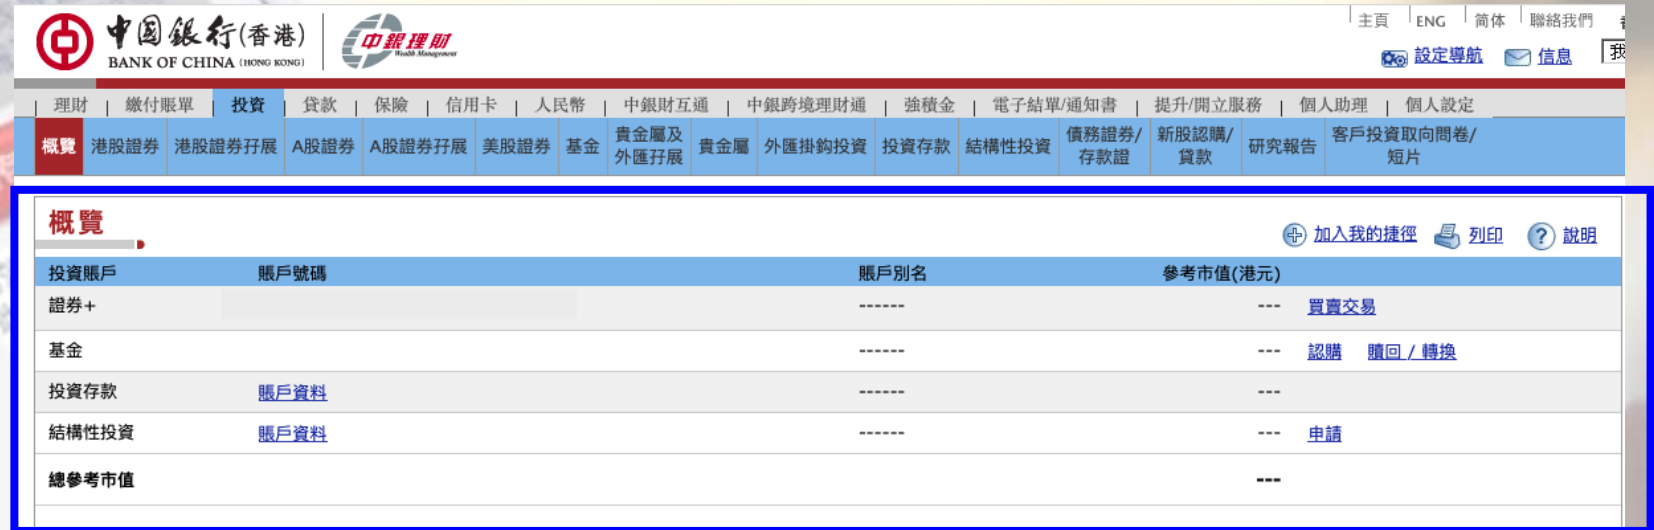 中國銀行(香港)
BANK OF CHINA (HONG KONG)
中銀理財
Wealth Management
主頁 ENG 简体 聯絡我們
設定導航 信息 我
理財 | 繳付賬單 | 投資 | 貸款 | 保險 | 信用卡 | 人民幣 | 中銀財互通 | 中銀跨境理財通 | 強積金 | 電子結單/通知書 | 提升/開立服務 | 個人助理 | 個人設定
概覽 港股證券 港股證券孖展 A股證券 A股證券孖展 美股證券 基金 貴金屬及外匯孖展 貴金屬 外匯掛鈎投資 投資存款 結構性投資 債務證券/存款證 新股認購/貸款 研究報告 客戶投資取向問卷/短片
概覽
加入我的捷徑 列印 說明
投資賬戶 賬戶號碼 賬戶別名 參考市值(港元)
證券+ ------ --- 買賣交易
基金 ------ --- 認購 贖回 / 轉換
投資存款 賬戶資料 ------ ---
結構性投資 賬戶資料 ------ --- 申請
總參考市值 ---